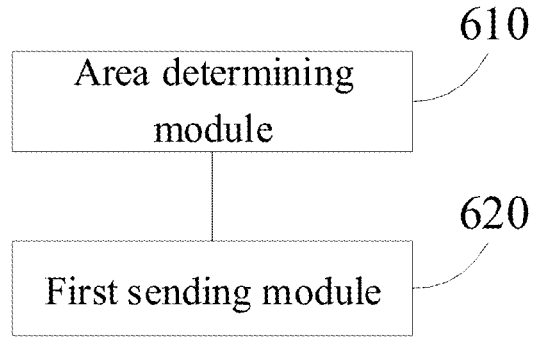 610
Area determining
module
620
First sending module